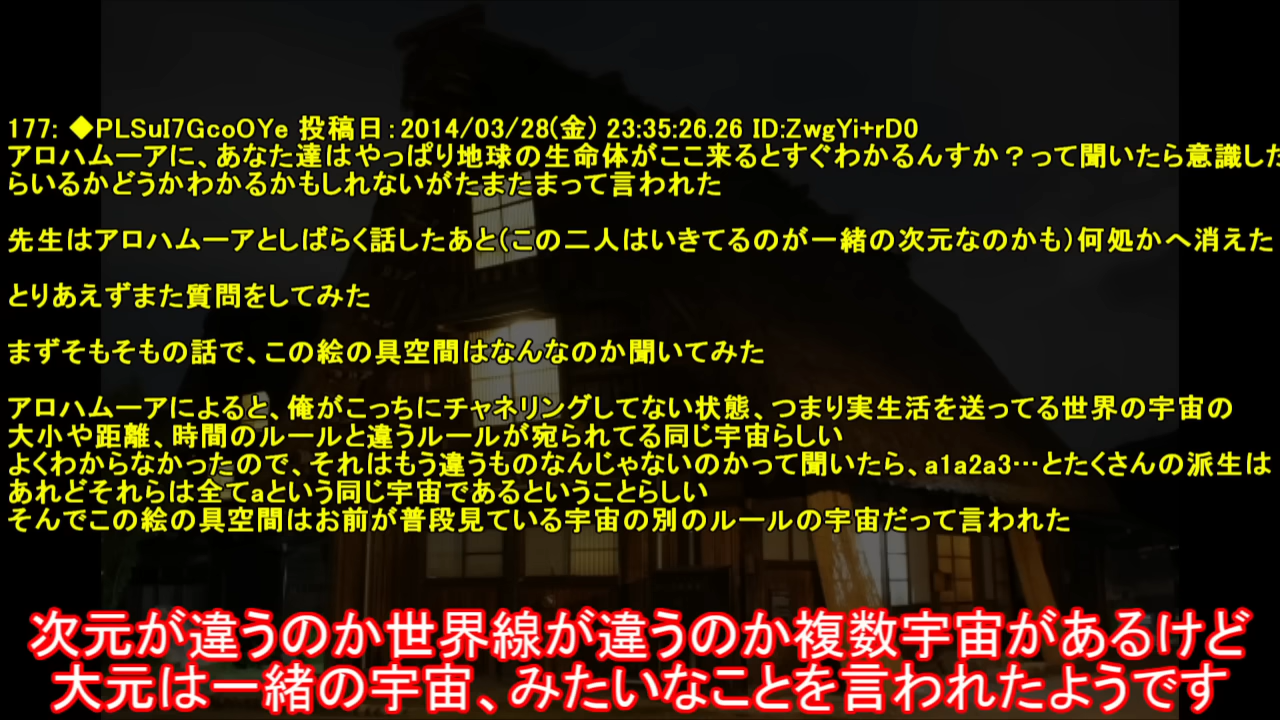 177: ◆PLSuI7GcoOYe 投稿日：2014/03/28(金) 23:35:26.26 ID:ZwgYi+rD0
アロハムーアに、あなた達はやっぱり地球の生命体がここ来るとすぐわかるんすか？って聞いたら意識した
らいるかどうかわかるかもしれないがたまたまって言われた
先生はアロハムーアとしばらく話したあと(この二人はいきてるのが一緒の次元なのかも)何処かへ消えた
とりあえずまた質問をしてみた
まずそもそもの話で、この絵の具空間はなんなのか聞いてみた
アロハムーアによると、俺がこっちにチャネリングしてない状態、つまり実生活を送ってる世界の宇宙の
大小や距離、時間のルールと違うルールが宛られてる同じ宇宙らしい
よくわからなかったので、それはもう違うものなんじゃないのかって聞いたら、a1a2a3…とたくさんの派生は
あれどそれらは全てaという同じ宇宙であるということらしい
そんでこの絵の具空間はお前が普段見ている宇宙の別のルールの宇宙だって言われた
次元が違うのか世界線が違うのか複数宇宙があるけど
大元は一緒の宇宙、みたいなことを言われたようです